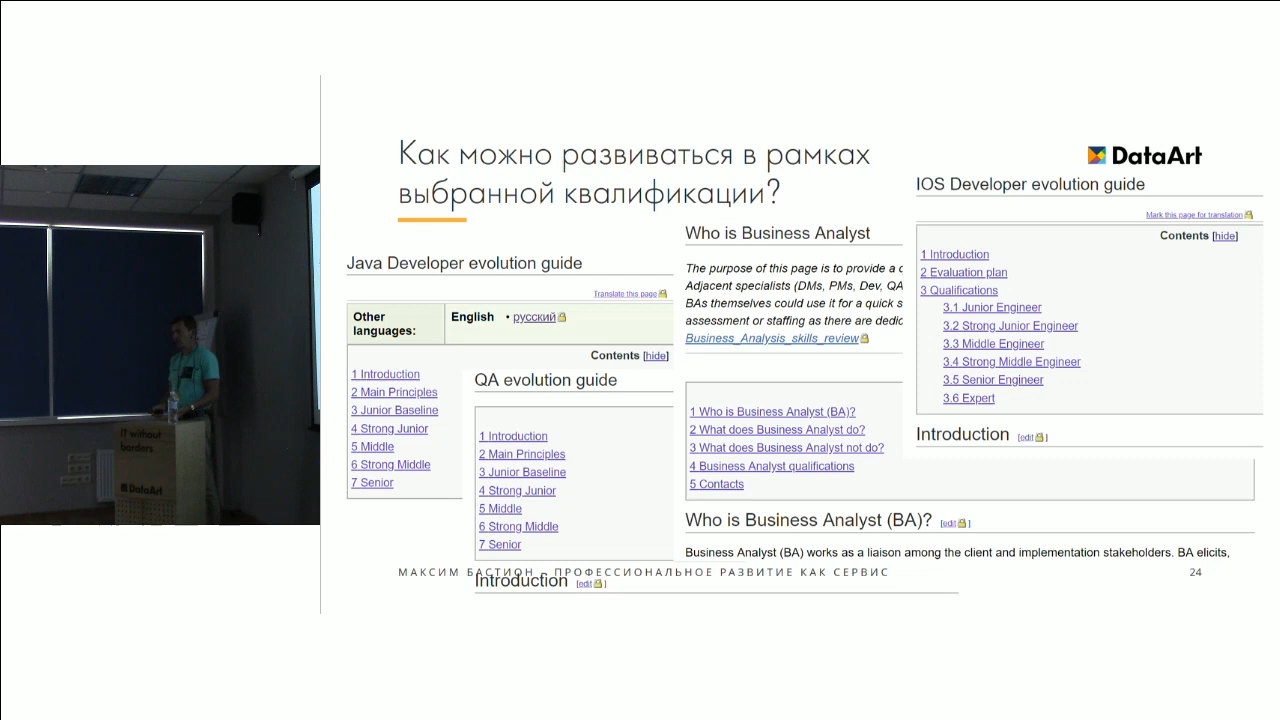 Как можно развиваться в рамках
выбранной квалификации?
DataArt
Java Developer evolution guide
Translate this page
Other
languages:
English • русский
Contents [hide]
1 Introduction
2 Main Principles
3 Junior Baseline
4 Strong Junior
5 Middle
6 Strong Middle
7 Senior
QA evolution guide
1 Introduction
2 Main Principles
3 Junior Baseline
4 Strong Junior
5 Middle
6 Strong Middle
7 Senior
Introduction [edit]
Who is Business Analyst
The purpose of this page is to provide a
Adjacent specialists (DMs, PMs, Dev, QA
BAs themselves could use it for a quick
assessment or staffing as there are
Business_Analysis_skills_review
1 Who is Business Analyst (BA)?
2 What does Business Analyst do?
3 What does Business Analyst not do?
4 Business Analyst qualifications
5 Contacts
Who is Business Analyst (BA)? [edit]
Business Analyst (BA) works as a liaison among the client and implementation stakeholders. BA elicits,
IOS Developer evolution guide
Mark this page for translation
Contents [hide]
1 Introduction
2 Evaluation plan
3 Qualifications
3.1 Junior Engineer
3.2 Strong Junior Engineer
3.3 Middle Engineer
3.4 Strong Middle Engineer
3.5 Senior Engineer
3.6 Expert
Introduction [edit]
МАКСИМ БАСТИОН ПРОФЕССИОНАЛЬНОЕ РАЗВИТИЕ КАК СЕРВИС
24
IT without
borders
DataArt